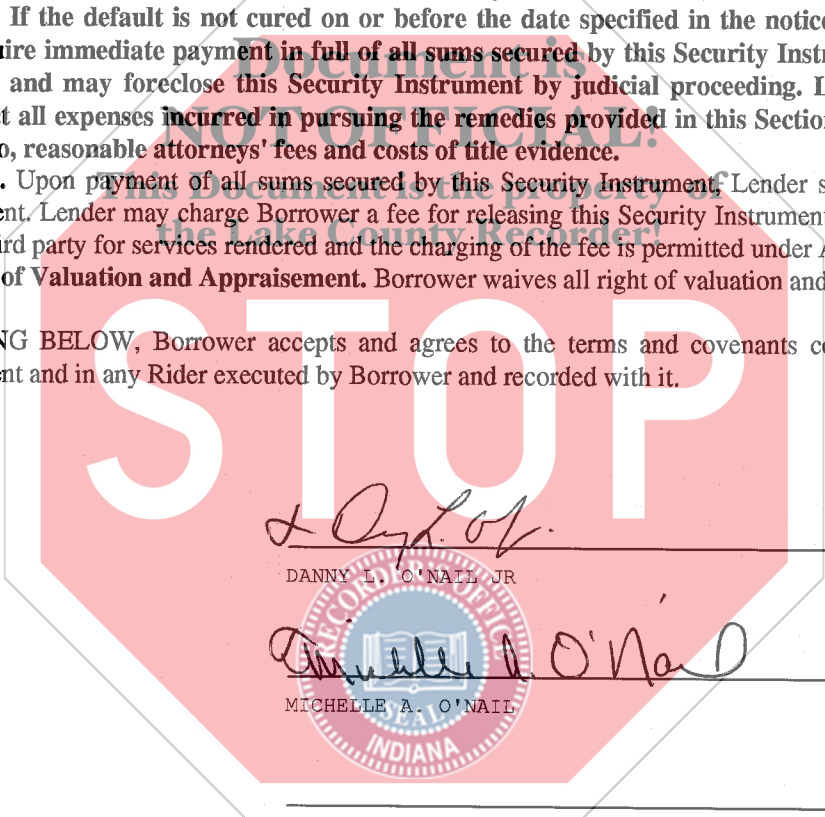 If the default is not cured on or before the date specified in the notice
uire immediate payment in full of all sums secured by this Security Instr
and may foreclose this Security Instrument by judicial proceeding. L
t all expenses incurred in pursuing the remedies provided in this Section
o, reasonable attorneys' fees and costs of title evidence.
. Upon payment of all sums secured by this Security Instrument, Lender s
ent. Lender may charge Borrower a fee for releasing this Security Instrument
ird party for services rendered and the charging of the fee is permitted under A
of Valuation and Appraisement. Borrower waives all right of valuation and
NG BELOW, Borrower accepts and agrees to the terms and covenants co
ent and in any Rider executed by Borrower and recorded with it.
Document is
NOT OFFICIAL!
This Document is the property of
the Lake County Recorder!
STOP
DANNY L. O'NAIL JR
Michelle A. O'Nail
MICHELLE A. O'NAIL
RECORDER'S OFFICE
SEAL
INDIANA